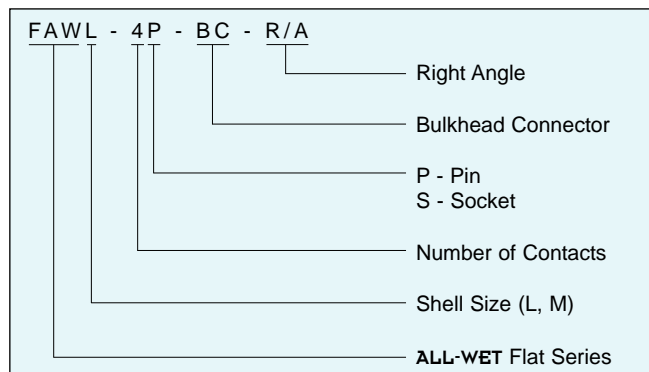 FAWL - 4P - BC - R/A
Right Angle
Bulkhead Connector
P - Pin
S - Socket
Number of Contacts
Shell Size (L, M)
ALL-WET Flat Series